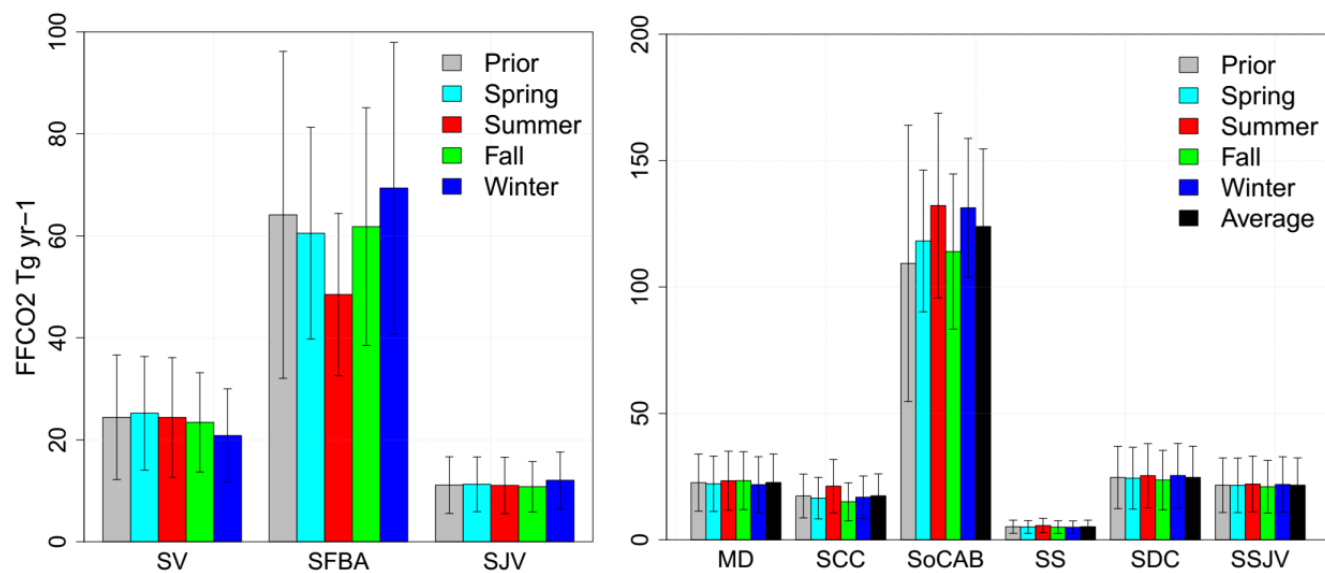 FFCO2 Tg yr−1
100
80
60
40
20
0
Prior
Spring
Summer
Fall
Winter
SV SFBA SJV
200
150
100
50
0
Prior
Spring
Summer
Fall
Winter
Average
MD SCC SoCAB SS SDC SSJV